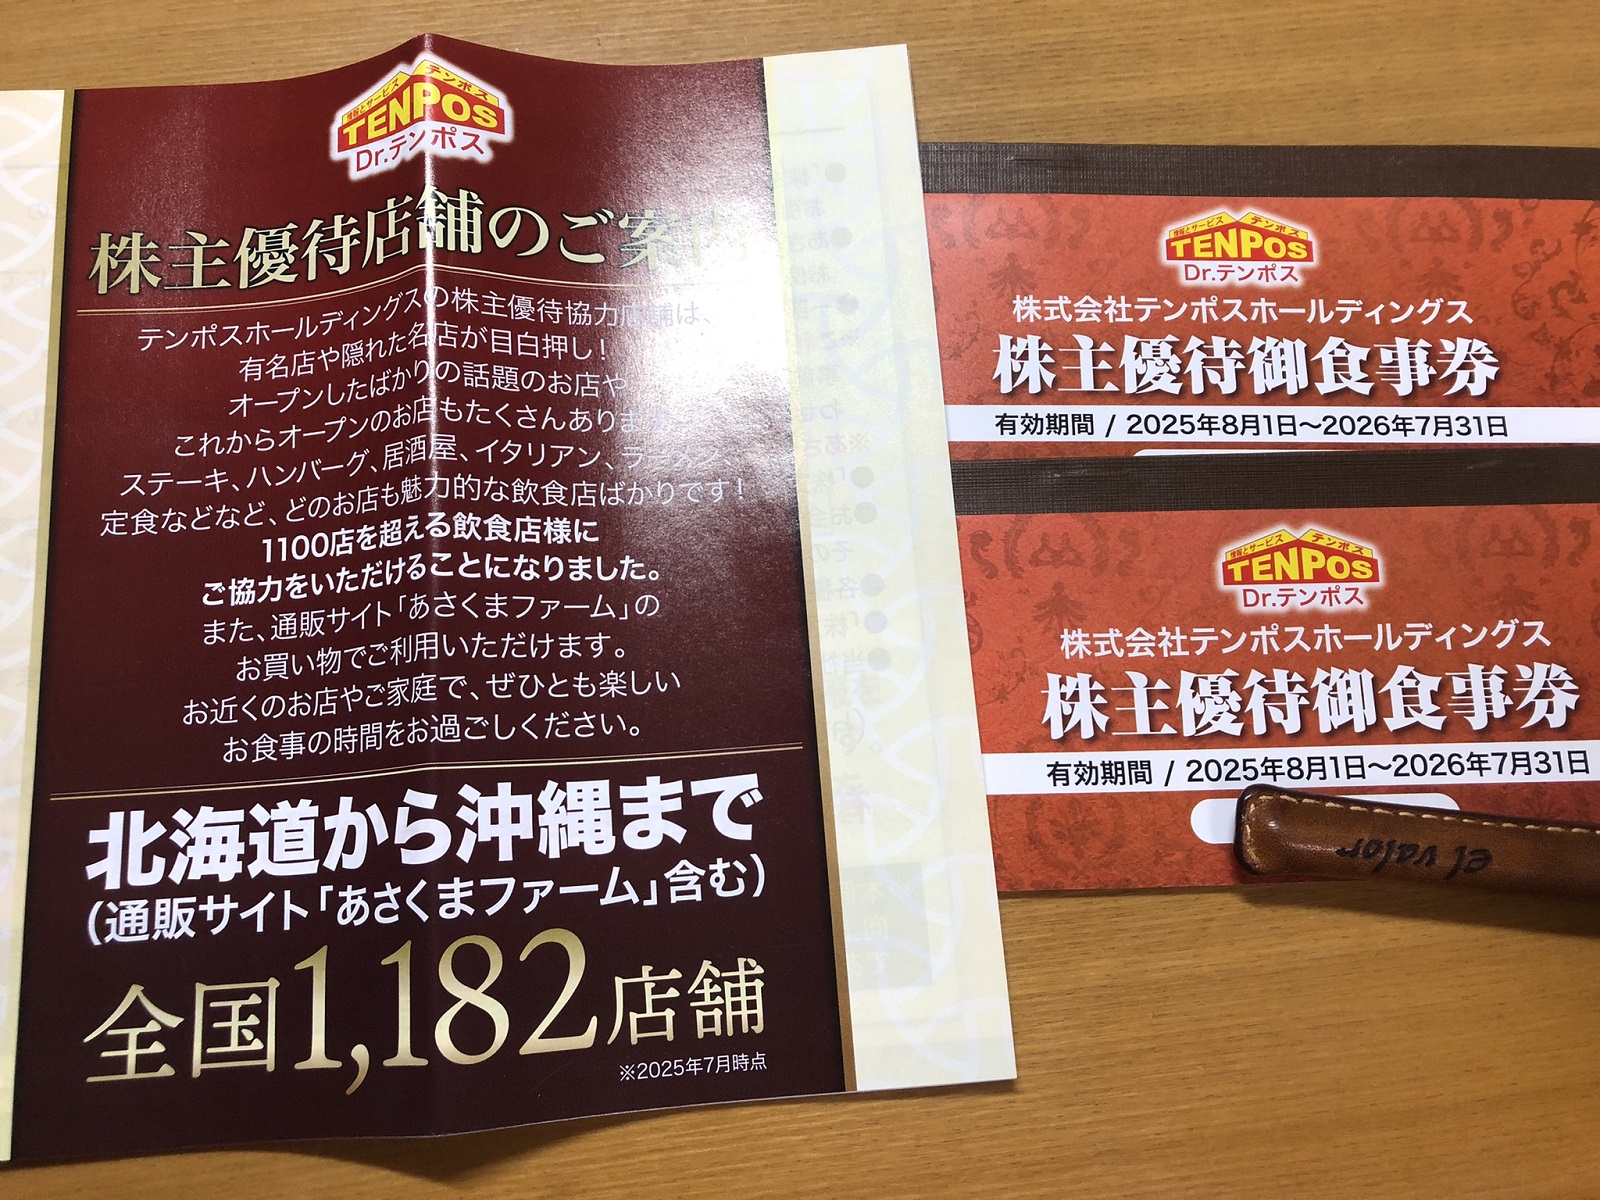 情報とサービス テンポス
TENPOS
Dr.テンポス
株主優待店舗のご案内
テンポスホールディングスの株主優待協力店舗は、
有名店や隠れた名店が目白押し!
オープンしたばかりの話題のお店や
これからオープンのお店もたくさんあります。
ステーキ、ハンバーグ、居酒屋、イタリアン、ラーメン
定食などなど、どのお店も魅力的な飲食店ばかりです!
1100店を超える飲食店様に
ご協力をいただけることになりました。
また、通販サイト「あさくまファーム」の
お買い物でご利用いただけます。
お近くのお店やご家庭で、ぜひとも楽しい
お食事の時間をお過ごしください。
北海道から沖縄まで
(通販サイト「あさくまファーム」含む)
全国1,182店舗
※2025年7月時点
情報とサービス テンポス
TENPOS
Dr.テンポス
株式会社テンポスホールディングス
株主優待御食事券
有効期間 / 2025年8月1日~2026年7月31日
情報とサービス テンポス
TENPOS
Dr.テンポス
株式会社テンポスホールディングス
株主優待御食事券
有効期間 / 2025年8月1日~2026年7月31日
el valor